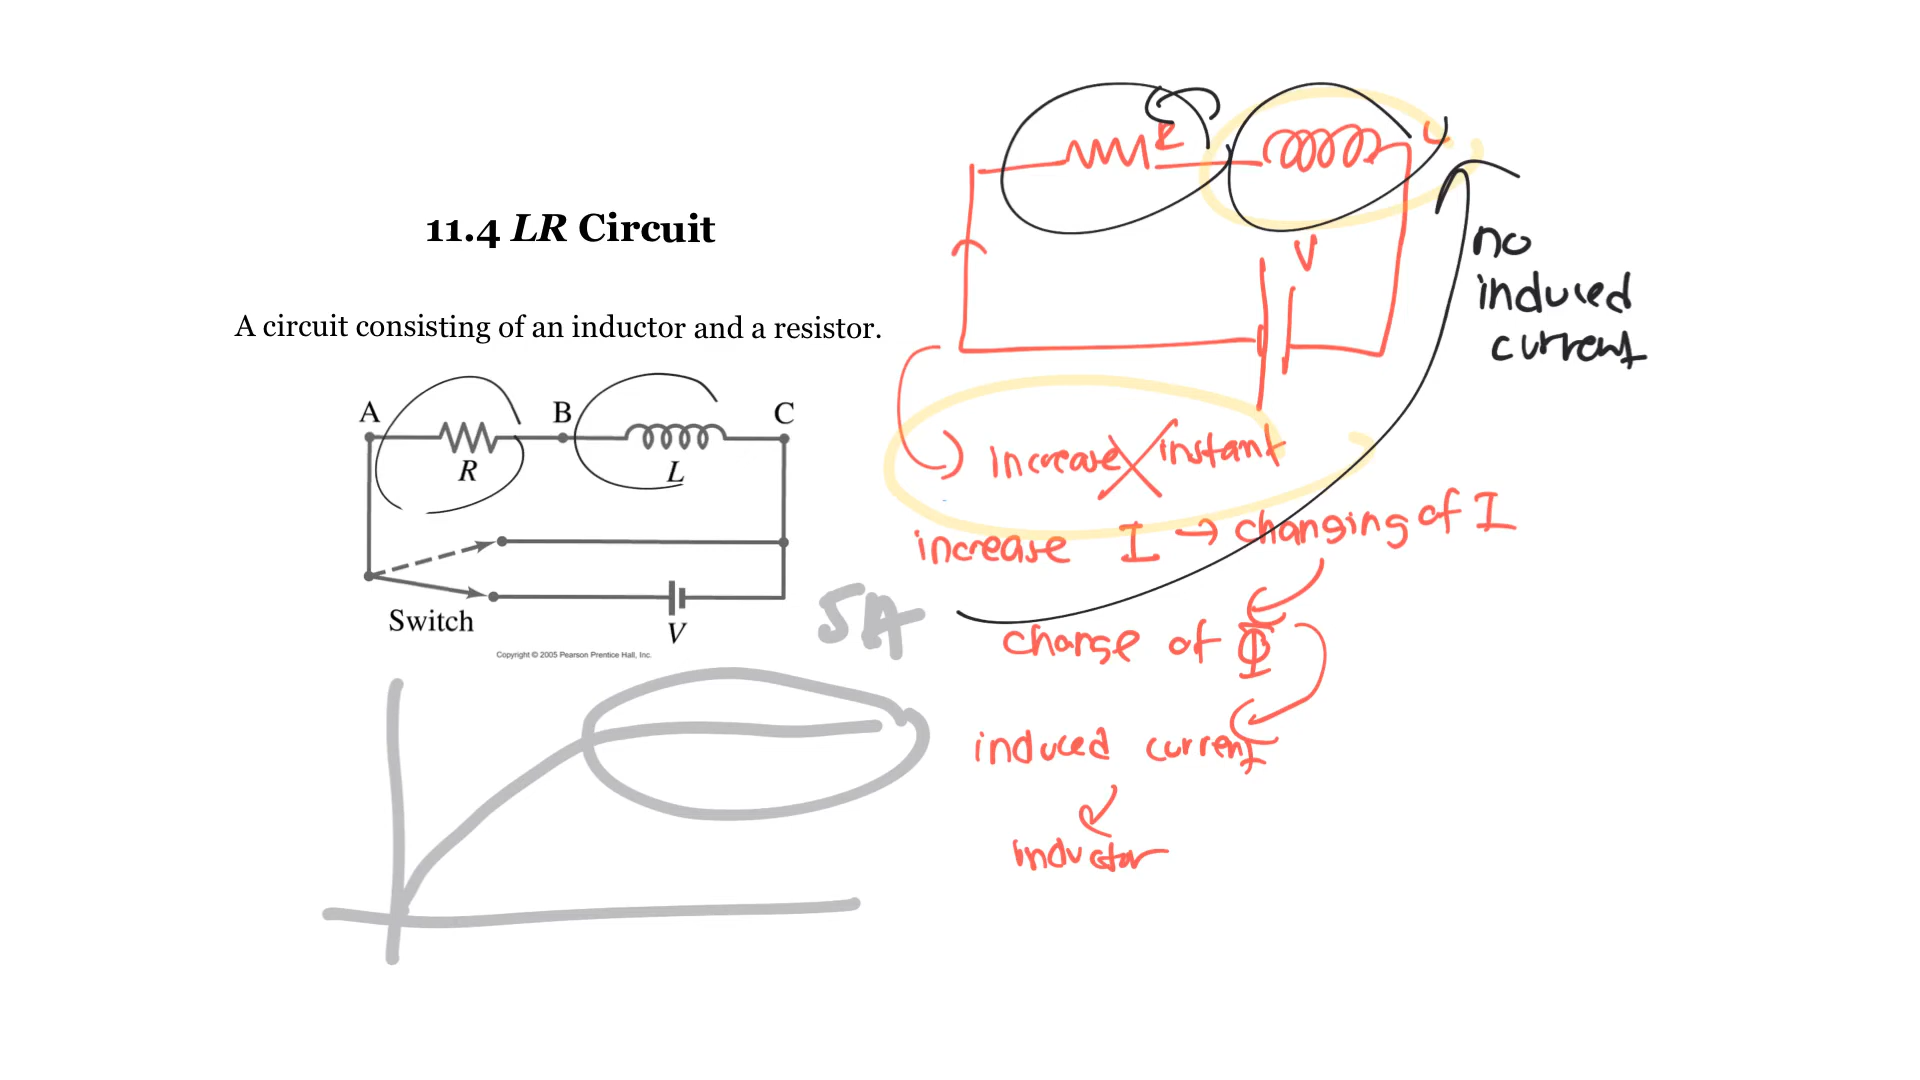 11.4 LR Circuit
A circuit consisting of an inductor and a resistor.
A
B
C
R
L
Switch
V
Copyright © 2005 Pearson Prentice Hall, Inc.
5A
R
L
V
no
induced
current
increase instant
increase I → changing of I
change of Φ
induced current
inductor